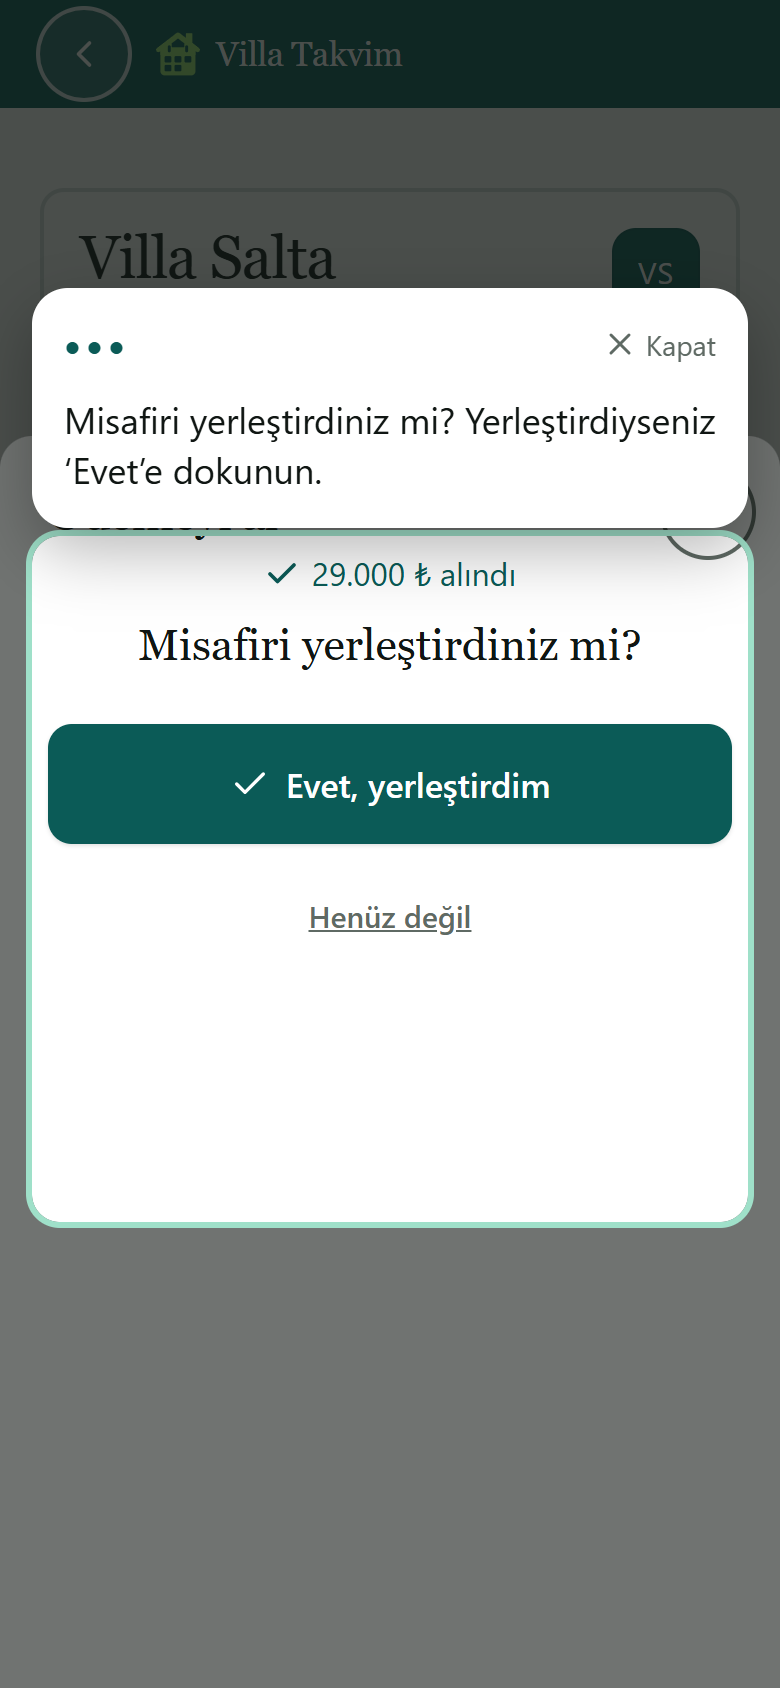 Villa Takvim
Villa Salta
VS
Kapat
Misafiri yerleştirdiniz mi? Yerleştirdiyseniz
‘Evet’e dokunun.
29.000 ₺ alındı
Misafiri yerleştirdiniz mi?
Evet, yerleştirdim
Henüz değil